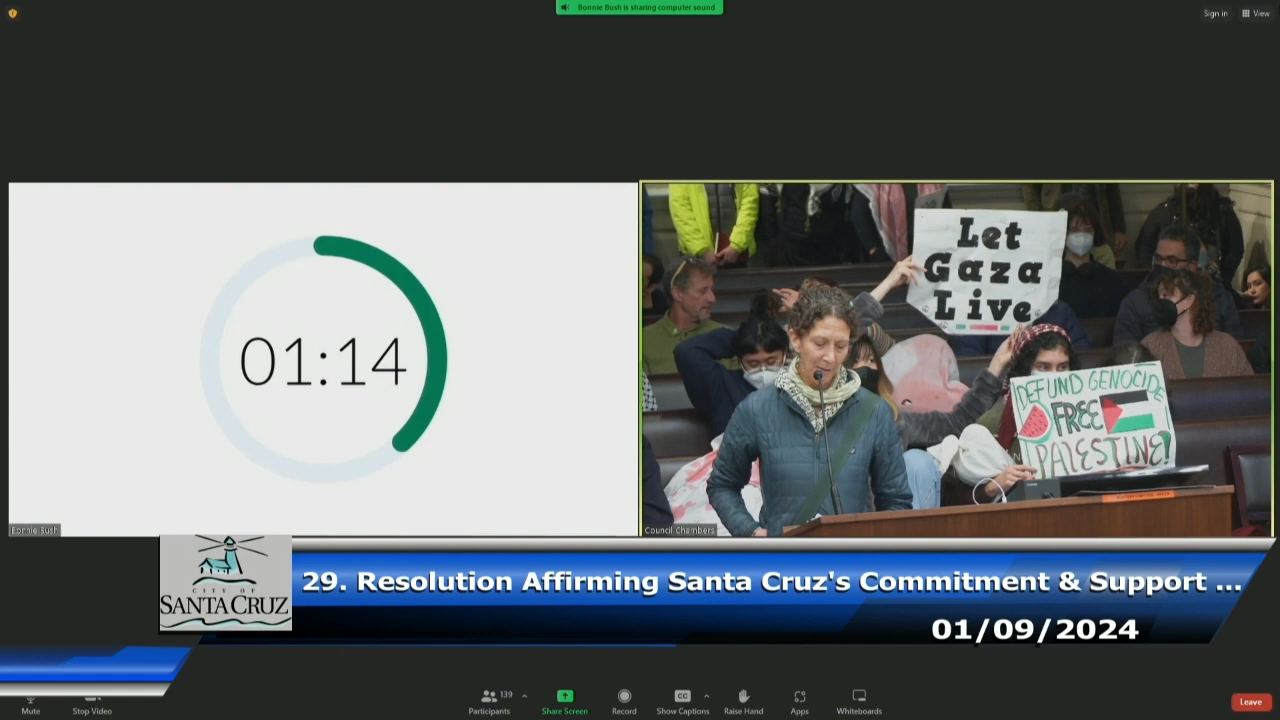 Bonnie Bush is sharing computer sound
Sign in
View
01:14
Let
Gaza
Live
DEFUND GENOCIDE
FREE
PALESTINE!
Bonnie Bush
Council Chambers
CITY OF
SANTA CRUZ
29. Resolution Affirming Santa Cruz's Commitment & Support ...
01/09/2024
Mute
Stop Video
Participants
139
Share Screen
Record
CC
Show Captions
Raise Hand
Apps
Whiteboards
Leave